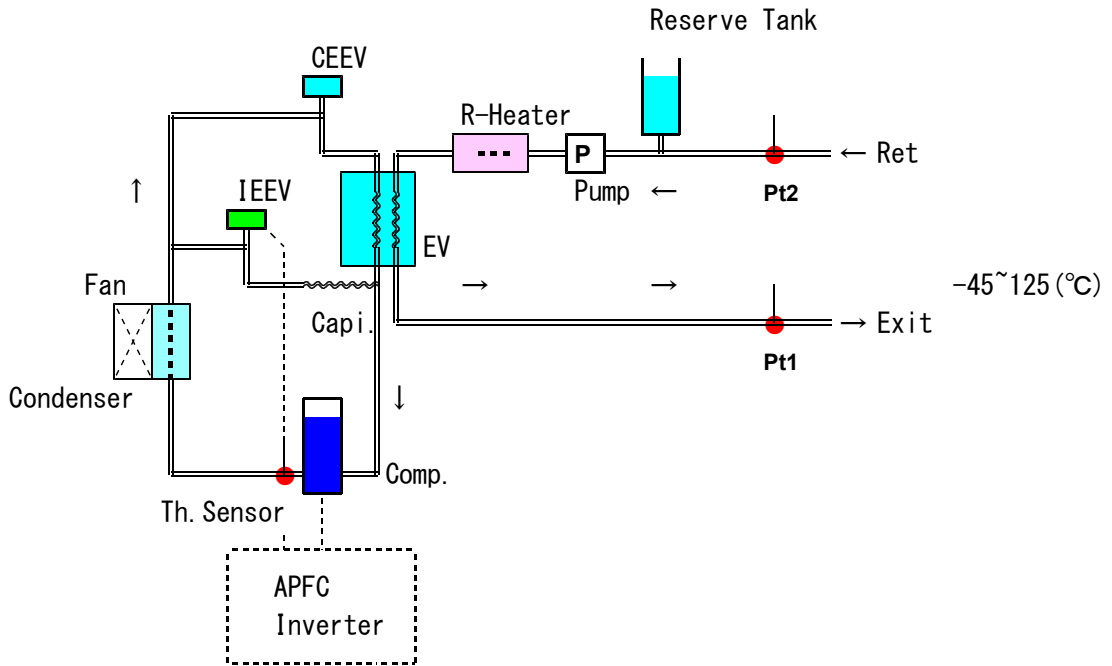 Reserve Tank
CEEV
R-Heater
P
← Ret
↑
IEEV
Pump ←
Pt2
EV
Fan
→
→
-45~125(℃)
Capi.
→ Exit
Pt1
Condenser
↓
Comp.
Th.Sensor
APFC
Inverter